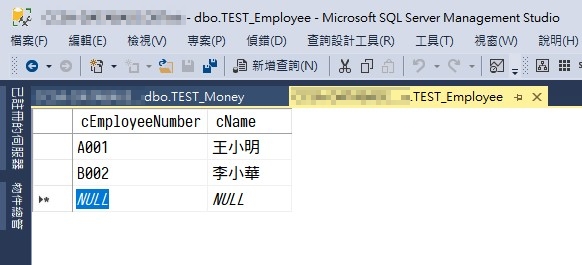 - dbo.TEST_Employee - Microsoft SQL Server Management Studio
檔案(F) 編輯(E) 檢視(V) 專案(P) 偵錯(D) 查詢設計工具(R) 工具(T) 視窗(W) 說明(H)
新增查詢(N)
已註冊的伺服器
物件總管
dbo.TEST_Money
.TEST_Employee
cEmployeeNumber cName
A001 王小明
B002 李小華
NULL NULL